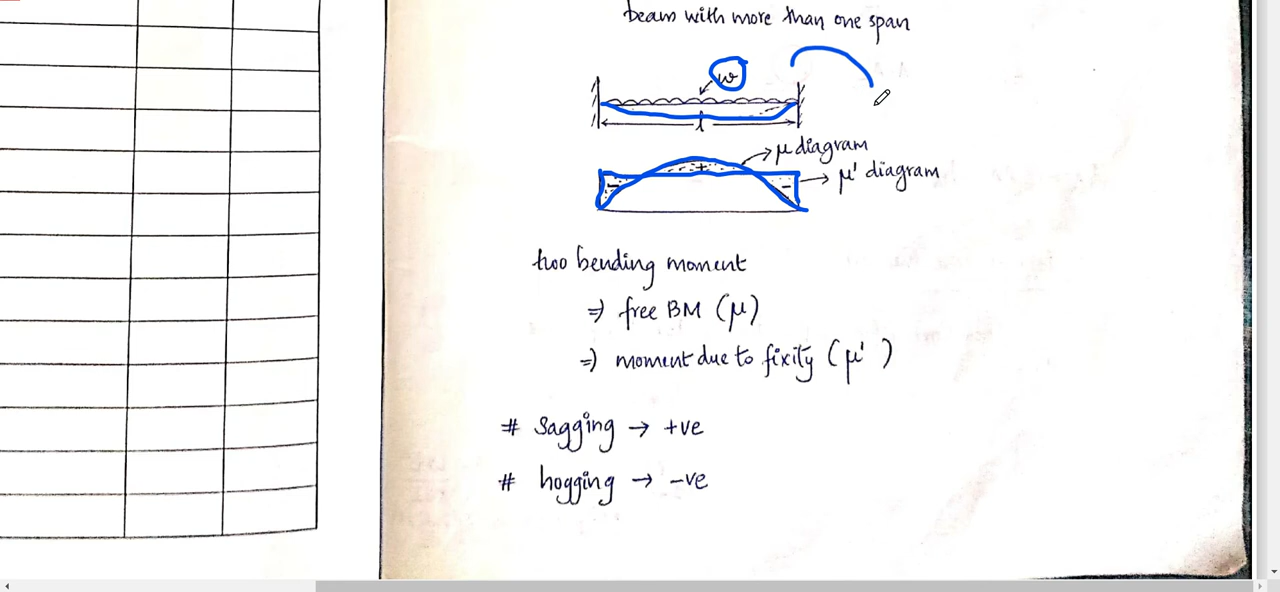 beam with more than one span
w
l
+
- -
μ diagram
μ' diagram
two bending moment
⇒ free BM (μ)
⇒ moment due to fixity (μ')
# Sagging → +ve
# hogging → -ve